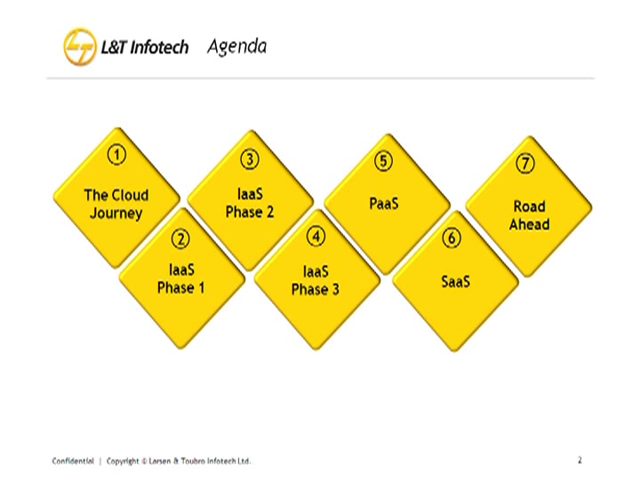 LT L&T Infotech Agenda
1
The Cloud
Journey
2
IaaS
Phase 1
3
IaaS
Phase 2
4
IaaS
Phase 3
5
PaaS
6
SaaS
7
Road
Ahead
Confidential | Copyright © Larsen & Toubro Infotech Ltd.
2